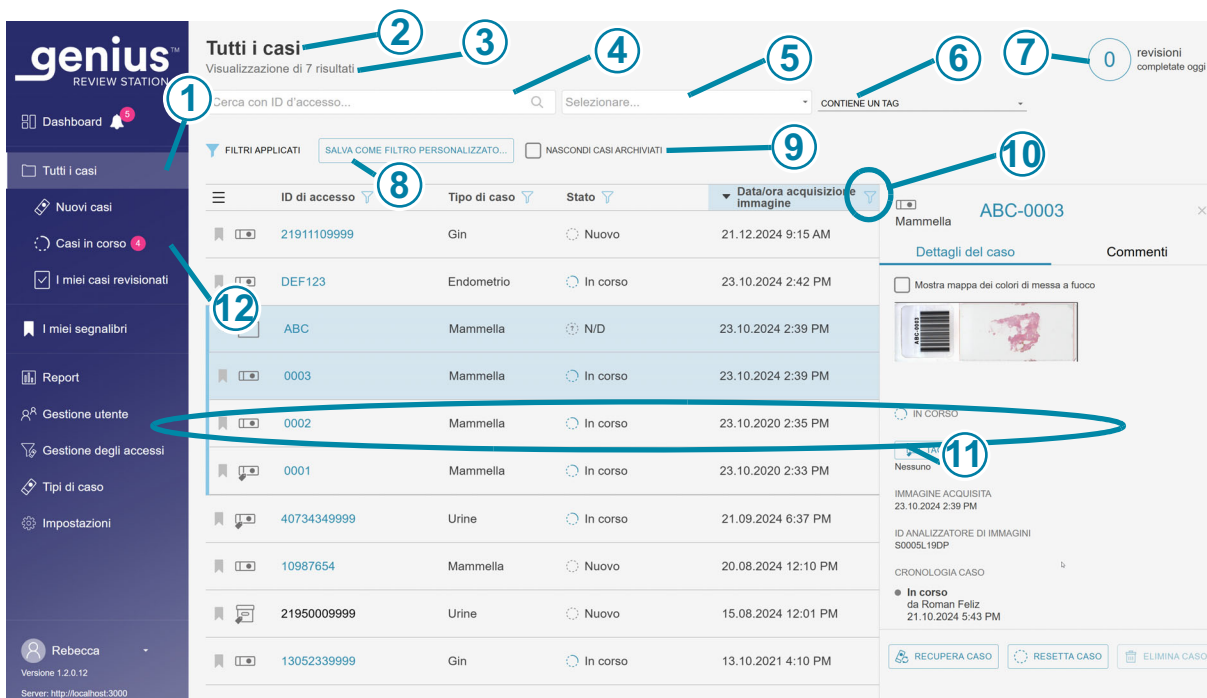 genius™
REVIEW STATION
Dashboard 5
Tutti i casi
Nuovi casi
Casi in corso 4
I miei casi revisionati
I miei segnalibri
Report
Gestione utente
Gestione degli accessi
Tipi di caso
Impostazioni
Rebecca
Versione 1.2.0.12
Server: http://localhost:3000
1
12
Tutti i casi
2
Visualizzazione di 7 risultati
3
4
5
6
7
0
revisioni
completate oggi
Cerca con ID d'accesso...
Selezionare...
CONTIENE UN TAG
FILTRI APPLICATI
SALVA COME FILTRO PERSONALIZZATO...
NASCONDI CASI ARCHIVIATI
8
9
10
ID di accesso Tipo di caso Stato Data/ora acquisizione
immagine
21911109999 Gin Nuovo 21.12.2024 9:15 AM
DEF123 Endometrio In corso 23.10.2024 2:42 PM
ABC Mammella N/D 23.10.2024 2:39 PM
0003 Mammella In corso 23.10.2024 2:39 PM
0002 Mammella In corso 23.10.2020 2:35 PM
0001 Mammella In corso 23.10.2020 2:33 PM
40734349999 Urine In corso 21.09.2024 6:37 PM
10987654 Mammella Nuovo 20.08.2024 12:10 PM
21950009999 Urine Nuovo 15.08.2024 12:01 PM
13052339999 Gin In corso 13.10.2021 4:10 PM
Mammella
ABC-0003
Dettagli del caso Commenti
Mostra mappa dei colori di messa a fuoco
ABC-0003
IN CORSO
11
Nessuno
IMMAGINE ACQUISITA
23.10.2024 2:39 PM
ID ANALIZZATORE DI IMMAGINI
S0005L19DP
CRONOLOGIA CASO
In corso
da Roman Feliz
21.10.2024 5:43 PM
RECUPERA CASO RESETTA CASO ELIMINA CASO